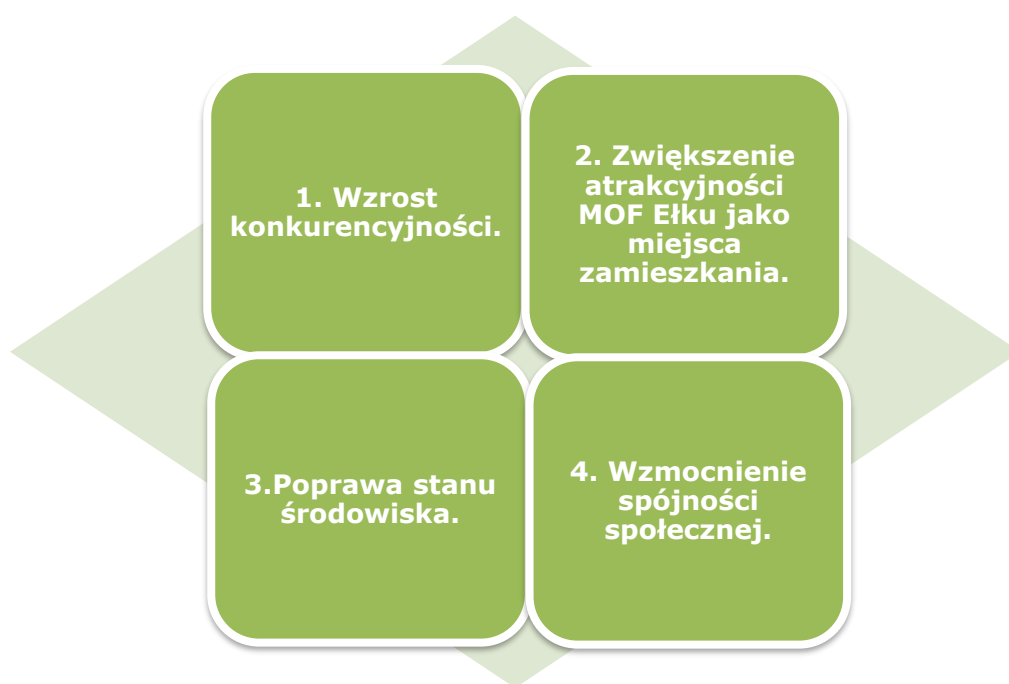 1. Wzrost
konkurencyjności.
2. Zwiększenie
atrakcyjności
MOF Ełku jako
miejsca
zamieszkania.
3.Poprawa stanu
środowiska.
4. Wzmocnienie
spójności
społecznej.